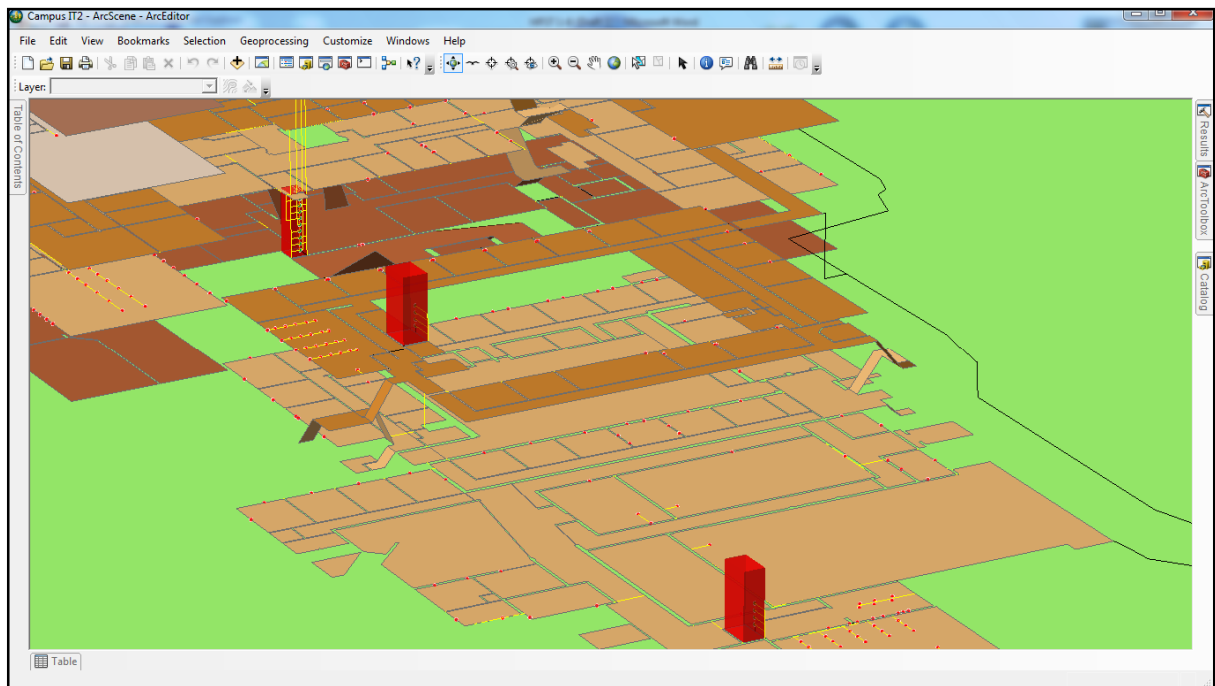 Campus IT2 - ArcScene - ArcEditor
File Edit View Bookmarks Selection Geoprocessing Customize Windows Help
Layer:
Table of Contents
Results
ArcToolbox
Catalog
Table